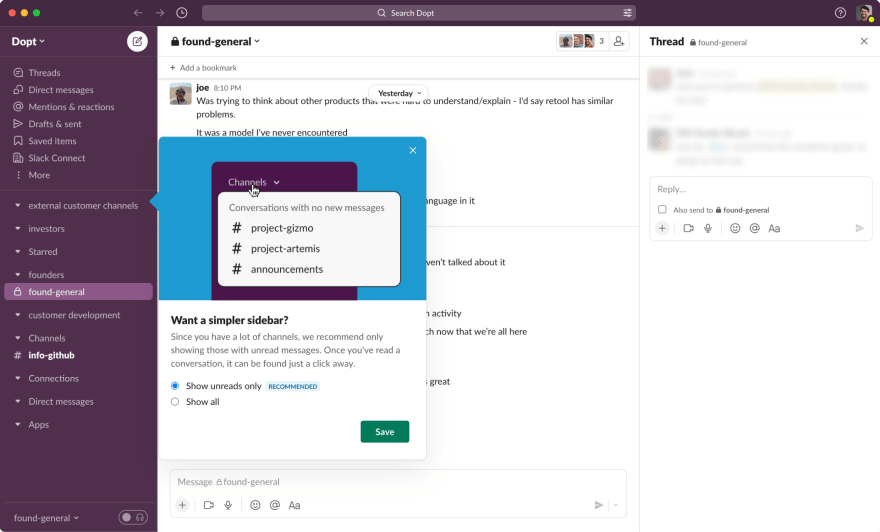 Search Dopt
Dopt
Threads
Direct messages
Mentions & reactions
Drafts & sent
Saved items
Slack Connect
More
external customer channels
investors
Starred
founders
found-general
customer development
Channels
# info-github
Connections
Direct messages
Apps
found-general
found-general
3
+ Add a bookmark
Yesterday
joe 8:10 PM
Was trying to think about other products that were hard to understand/explain - I'd say retool has similar
problems.
It was a model I've never encountered
anguage in it
ven't talked about it
n activity
ch now that we're all here
s great
Channels
Conversations with no new messages
# project-gizmo
# project-artemis
# announcements
Want a simpler sidebar?
Since you have a lot of channels, we recommend only
showing those with unread messages. Once you've read a
conversation, it can be found just a click away.
Show unreads only RECOMMENDED
Show all
Save
Message found-general
Aa
Thread found-general
Reply...
Also send to found-general
Aa